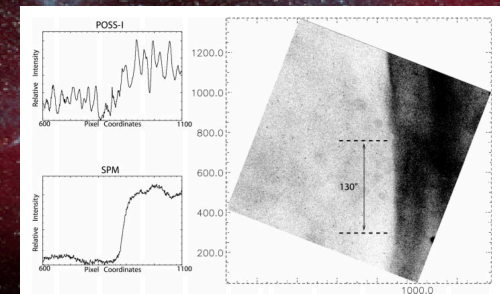 POSS-I
Relative Intensity
600
Pixel Coordinates
1100
SPM
Relative Intensity
600
Pixel Coordinates
1100
1200.0
1000.0
800.0
600.0
400.0
200.0
130"
1000.0